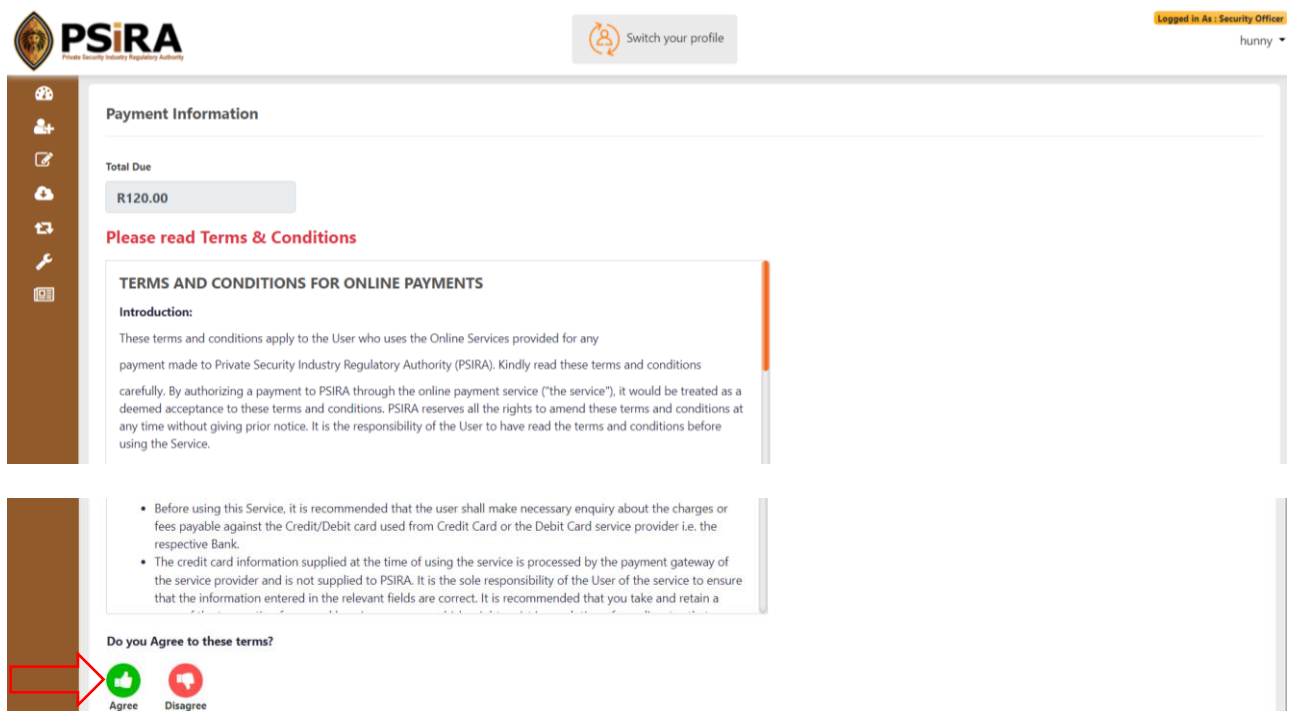 PSiRA
Private Security Industry Regulatory Authority
Switch your profile
Logged in As : Security Officer
hunny
Payment Information
Total Due
R120.00
Please read Terms & Conditions
TERMS AND CONDITIONS FOR ONLINE PAYMENTS
Introduction:
These terms and conditions apply to the User who uses the Online Services provided for any
payment made to Private Security Industry Regulatory Authority (PSIRA). Kindly read these terms and conditions
carefully. By authorizing a payment to PSIRA through the online payment service ("the service"), it would be treated as a
deemed acceptance to these terms and conditions. PSIRA reserves all the rights to amend these terms and conditions at
any time without giving prior notice. It is the responsibility of the User to have read the terms and conditions before
using the Service.
• Before using this Service, it is recommended that the user shall make necessary enquiry about the charges or
fees payable against the Credit/Debit card used from Credit Card or the Debit Card service provider i.e. the
respective Bank.
• The credit card information supplied at the time of using the service is processed by the payment gateway of
the service provider and is not supplied to PSIRA. It is the sole responsibility of the User of the service to ensure
that the information entered in the relevant fields are correct. It is recommended that you take and retain a
Do you Agree to these terms?
Agree
Disagree